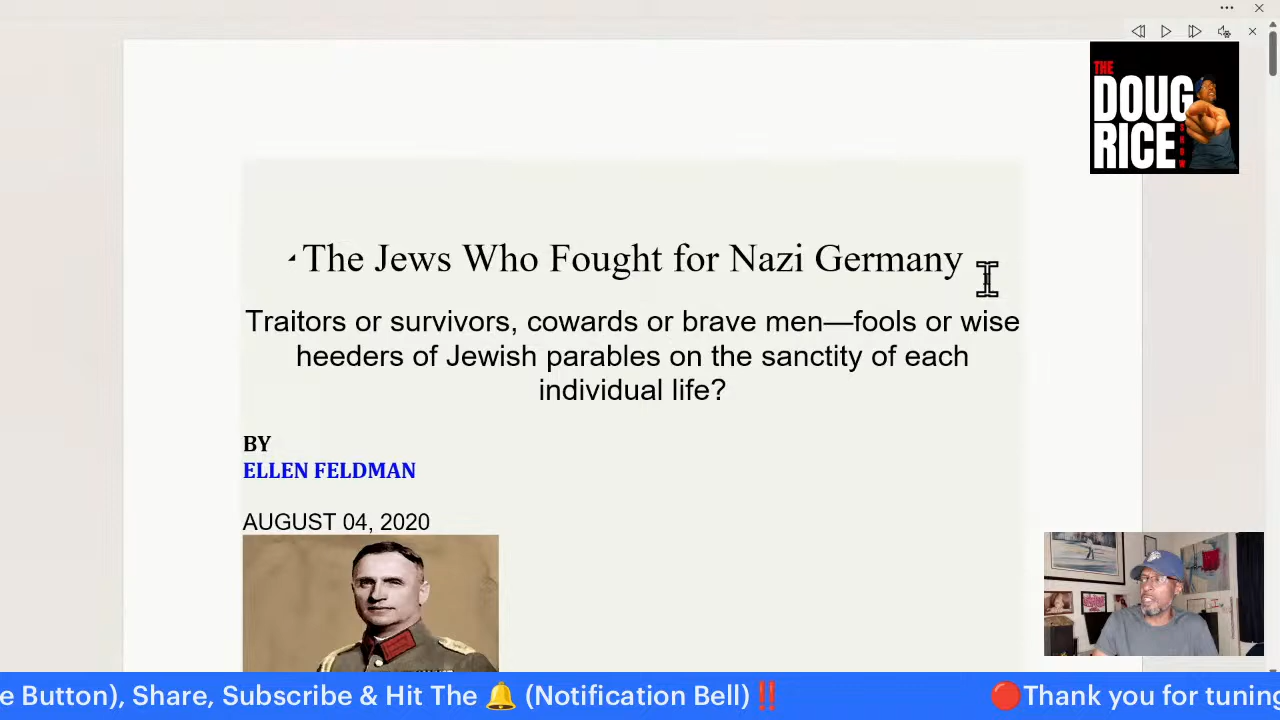 THE
DOUG
RICE
SHOW
The Jews Who Fought for Nazi Germany
Traitors or survivors, cowards or brave men—fools or wise
heeders of Jewish parables on the sanctity of each
individual life?
BY
ELLEN FELDMAN
AUGUST 04, 2020
e Button), Share, Subscribe & Hit The 🔔 (Notification Bell)‼️ 🔴Thank you for tuning